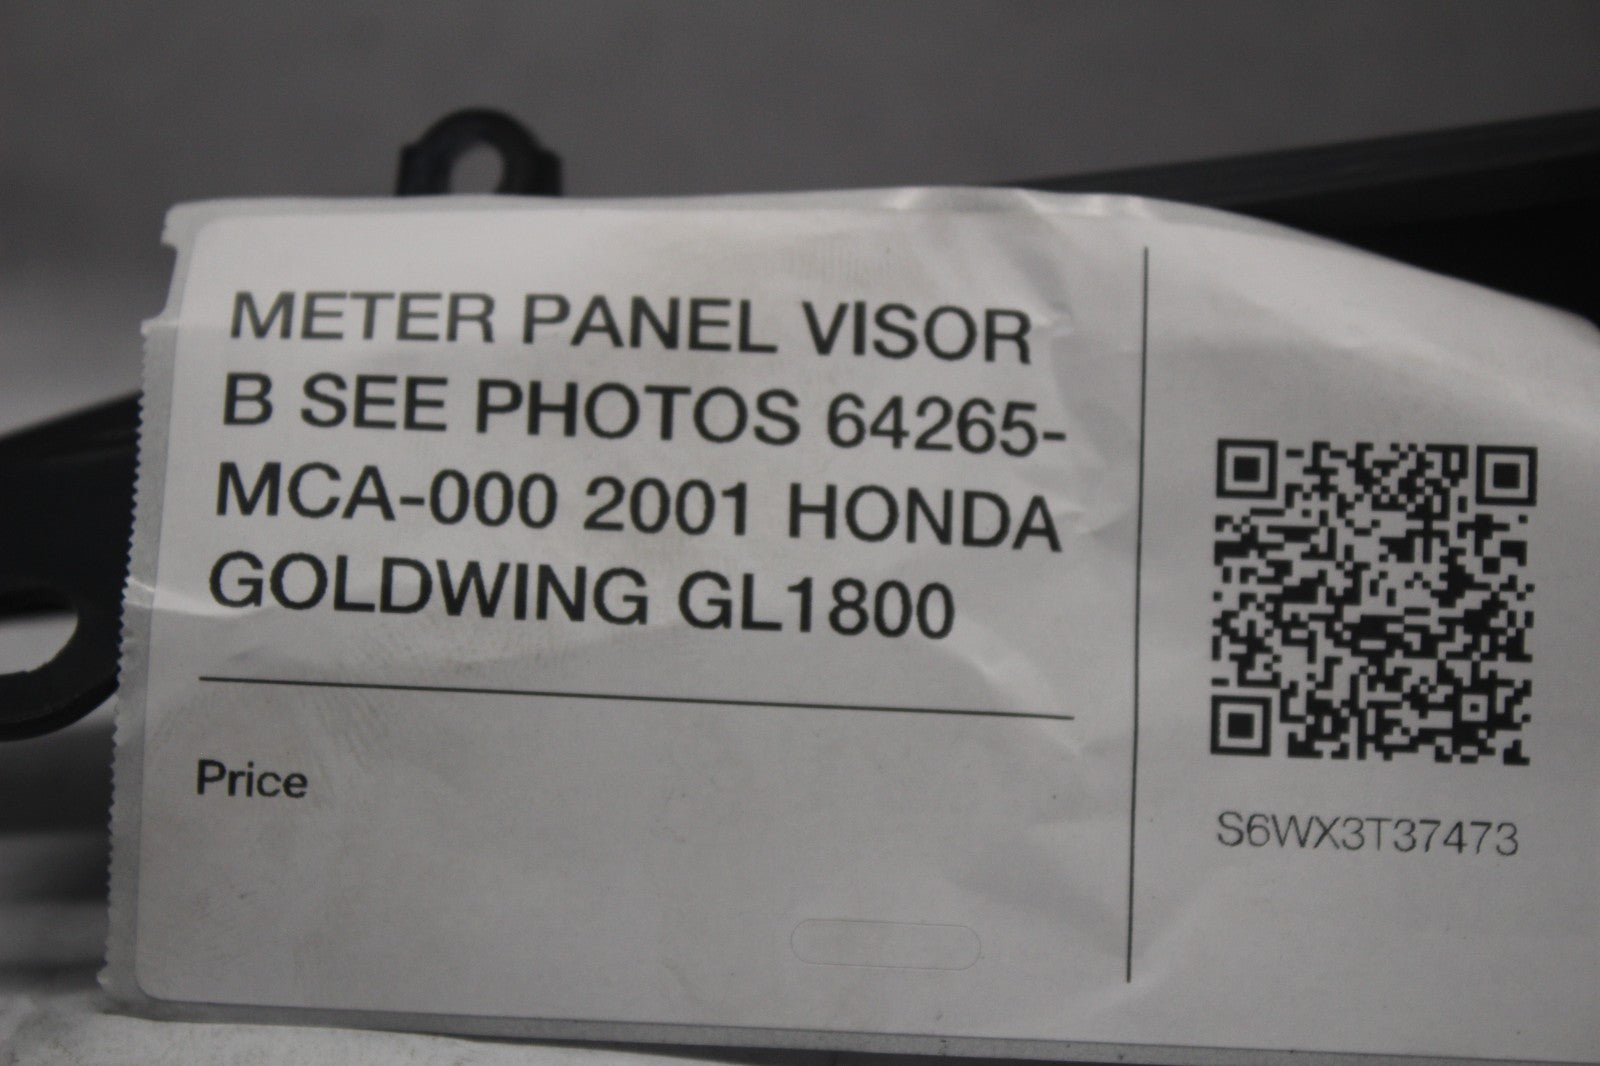 METER PANEL VISOR
B SEE PHOTOS 64265-
MCA-000 2001 HONDA
GOLDWING GL1800
Price
S6WX3T37473